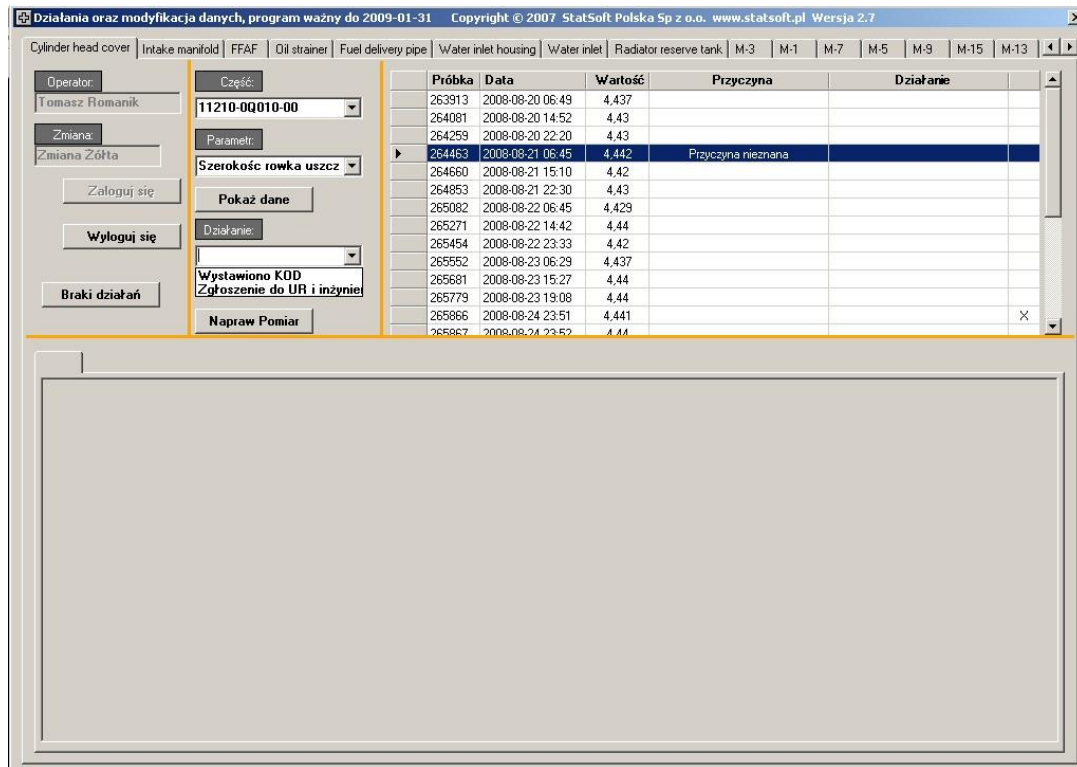 Działania oraz modyfikacja danych, program ważny do 2009-01-31 Copyright © 2007 StatSoft Polska Sp z o.o. www.statsoft.pl Wersja 2.7
Cylinder head cover Intake manifold FFAF Oil strainer Fuel delivery pipe Water inlet housing Water inlet Radiator reserve tank M-3 M-1 M-7 M-5 M-9 M-15 M-13
Operator:
Tomasz Romanik
Zmiana:
Zmiana Żółta
Zaloguj się
Wyloguj się
Braki działań
Część:
11210-0Q010-00
Parametr:
Szerokośc rowka uszcz
Pokaż dane
Działanie:
Wystawiono KOD
Zgłoszenie do UR i inżynier
Napraw Pomiar
Próbka Data Wartość Przyczyna Działanie
263913 2008-08-20 06:49 4,437
264081 2008-08-20 14:52 4,43
264259 2008-08-20 22:20 4,43
264463 2008-08-21 06:45 4,442 Przyczyna nieznana
264660 2008-08-21 15:10 4,42
264853 2008-08-21 22:30 4,43
265082 2008-08-22 06:45 4,429
265271 2008-08-22 14:42 4,44
265454 2008-08-22 23:33 4,42
265552 2008-08-23 06:29 4,437
265681 2008-08-23 15:27 4,44
265779 2008-08-23 19:08 4,44
265866 2008-08-24 23:51 4,441 X
265867 2008-08-24 23:52 4,44